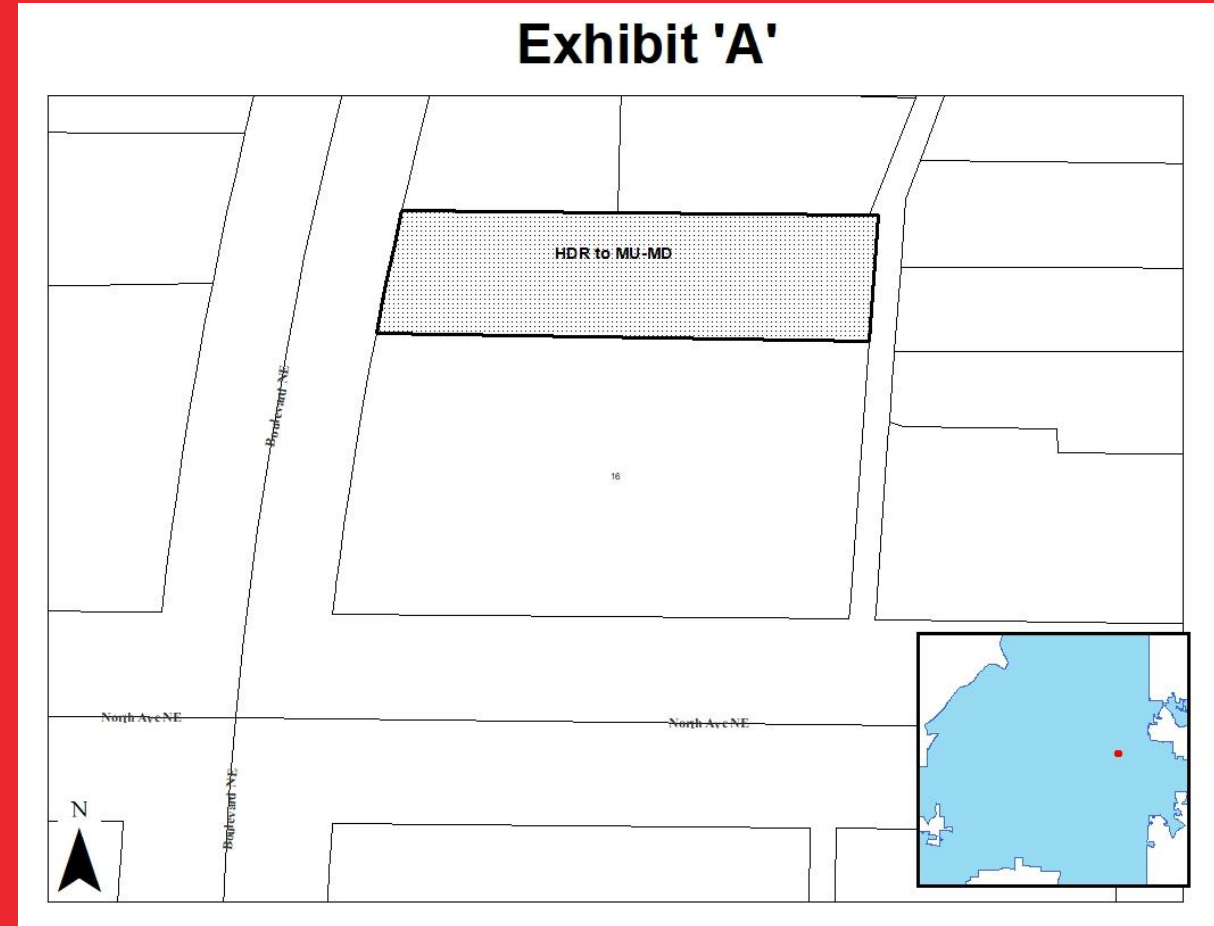 Exhibit 'A'
HDR to MU-MD
Boulevard NE
16
North Ave NE
North Ave NE
Boulevard NE
N